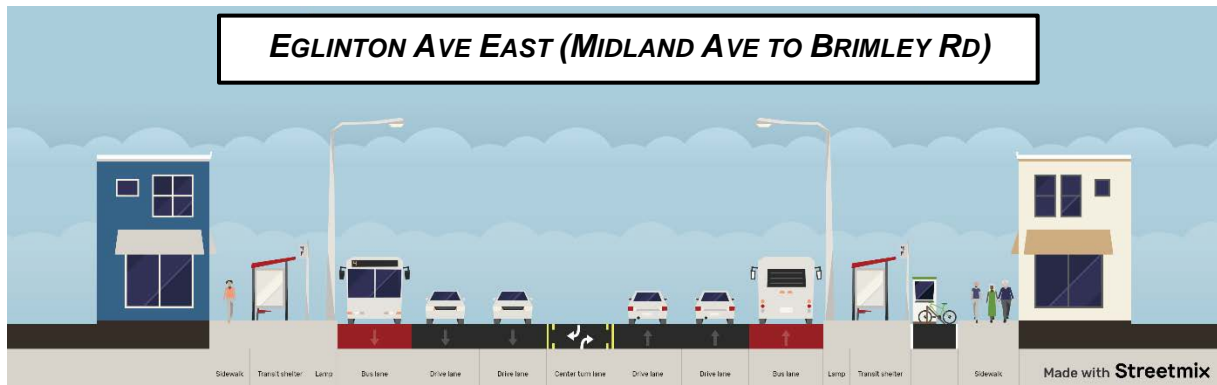 EGLINTON AVE EAST (MIDLAND AVE TO BRIMLEY RD)
Sidewalk Transit shelter Lamp Bus lane Drive lane Drive lane Center turn lane Drive lane Drive lane Bus lane Lamp Transit shelter Sidewalk
Made with Streetmix